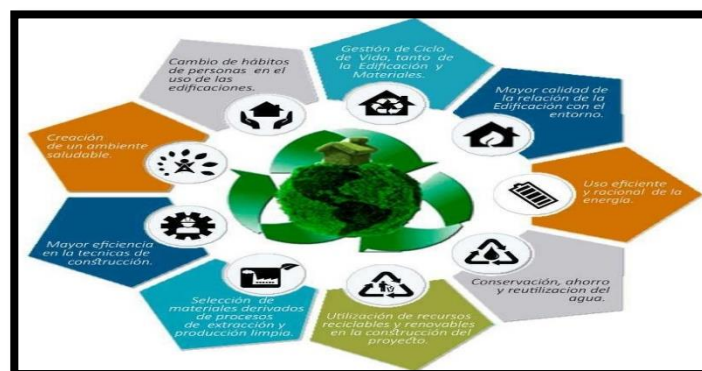 Gestión de Ciclo
de Vida, tanto de
la Edificación y
Materiales.
Mayor calidad de
la relación de la
Edificación con el
entorno.
Uso eficiente
y racional de la
energía.
Conservación, ahorro
y reutilizacion del
agua.
Utilización de recursos
reciclables y renovables
en la construcción del
proyecto.
Selección de
materiales derivados
de procesos
de extracción y
producción limpia.
Mayor eficiencia
en la tecnicas de
construcción.
Creación
de un ambiente
saludable.
Cambio de hábitos
de personas en el
uso de las
edificaciones.